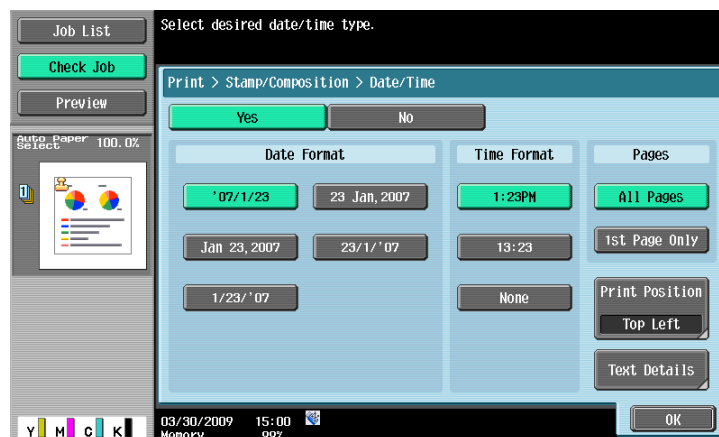 Job List
Check Job
Preview
Auto Paper Select 100.0%
1
Select desired date/time type.
Print > Stamp/Composition > Date/Time
Yes No
Date Format Time Format Pages
'07/1/23 23 Jan,2007 1:23PM All Pages
Jan 23,2007 23/1/'07 13:23 1st Page Only
1/23/'07 None Print Position
Top Left
Text Details
03/30/2009 15:00
Memory 99%
OK
Y M C K